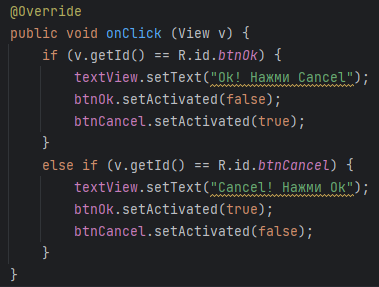 @Override
public void onClick (View v) {
    if (v.getId() == R.id.btnOk) {
        textView.setText("Ok! Нажми Cancel");
        btnOk.setActivated(false);
        btnCancel.setActivated(true);
    }
    else if (v.getId() == R.id.btnCancel) {
        textView.setText("Cancel! Нажми Ok");
        btnOk.setActivated(true);
        btnCancel.setActivated(false);
    }
}